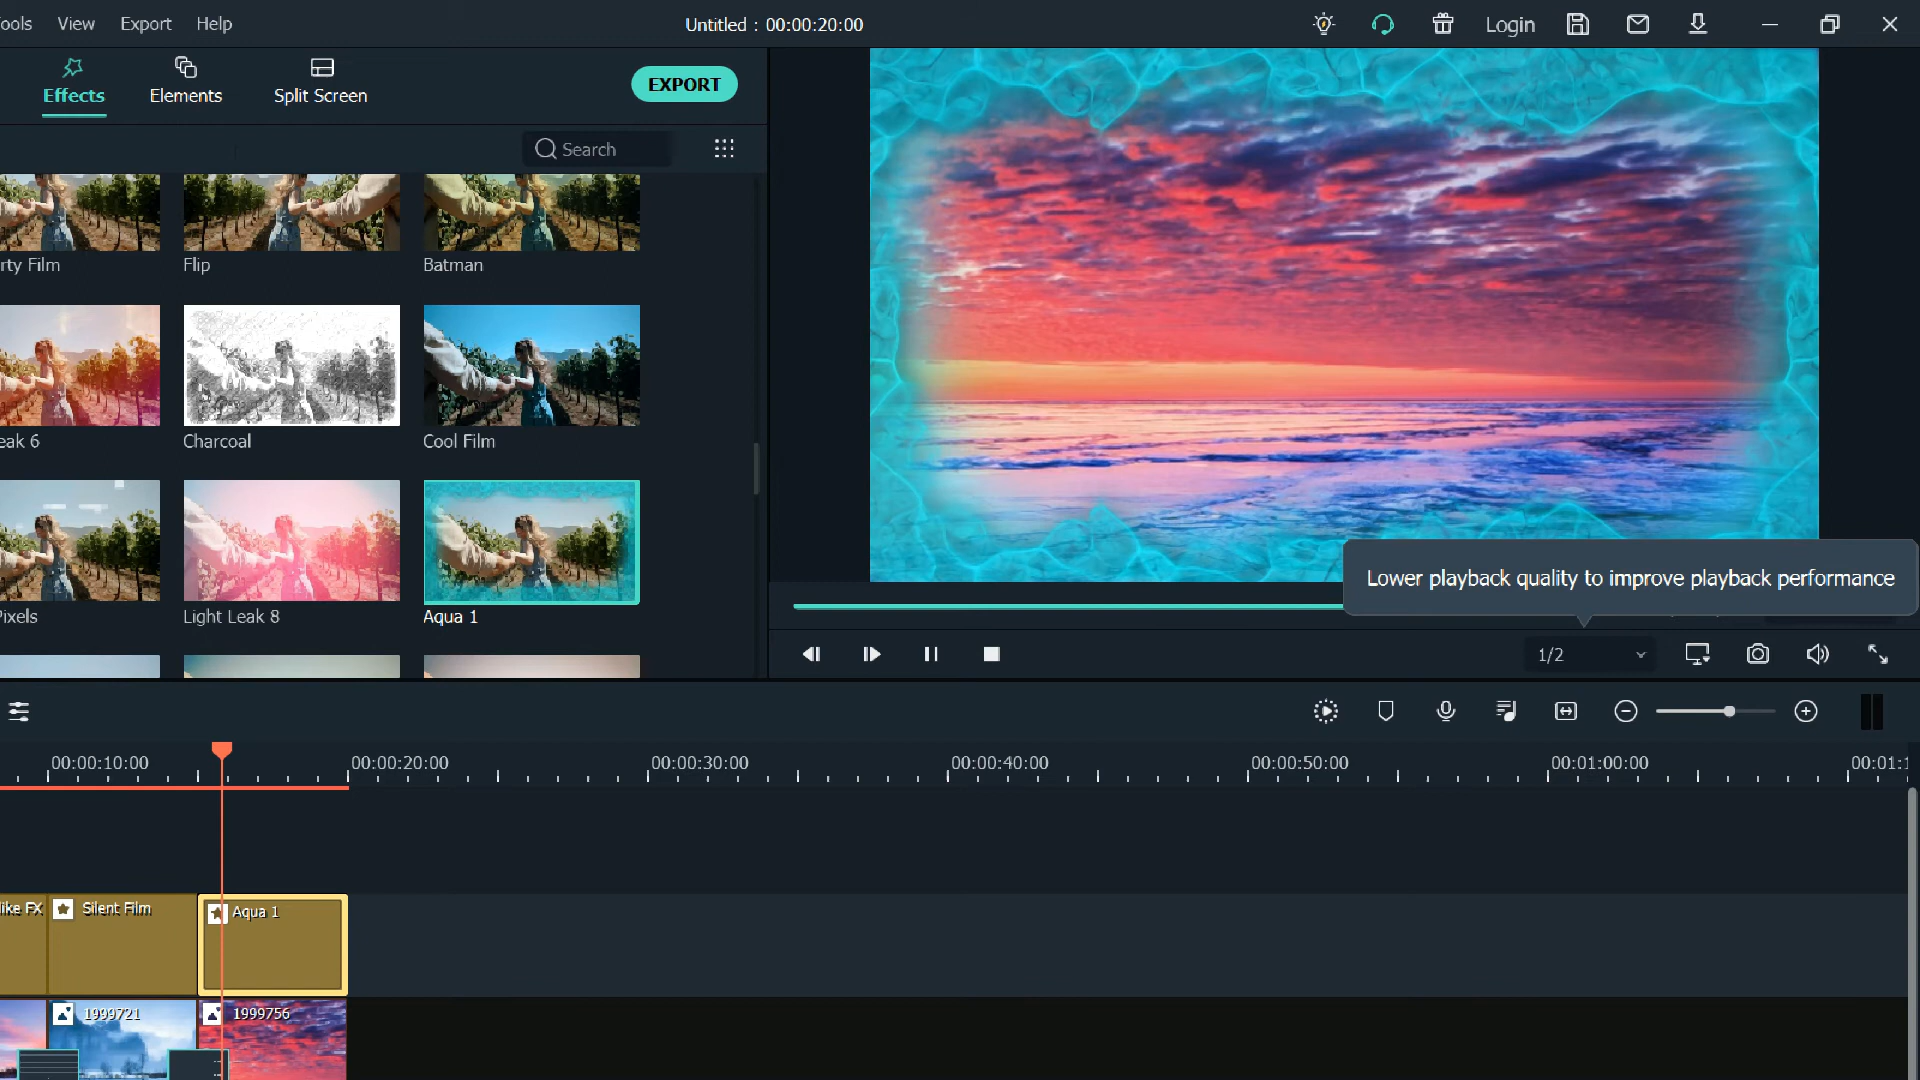 ools View Export Help
Untitled : 00:00:20:00
Login
Effects Elements Split Screen
EXPORT
Search
rty Film Flip Batman
eak 6 Charcoal Cool Film
Pixels Light Leak 8 Aqua 1
Lower playback quality to improve playback performance
1/2
00:00:10:00 00:00:20:00 00:00:30:00 00:00:40:00 00:00:50:00 00:01:00:00 00:01:1
like FX Silent Film Aqua 1
1999721 1999756